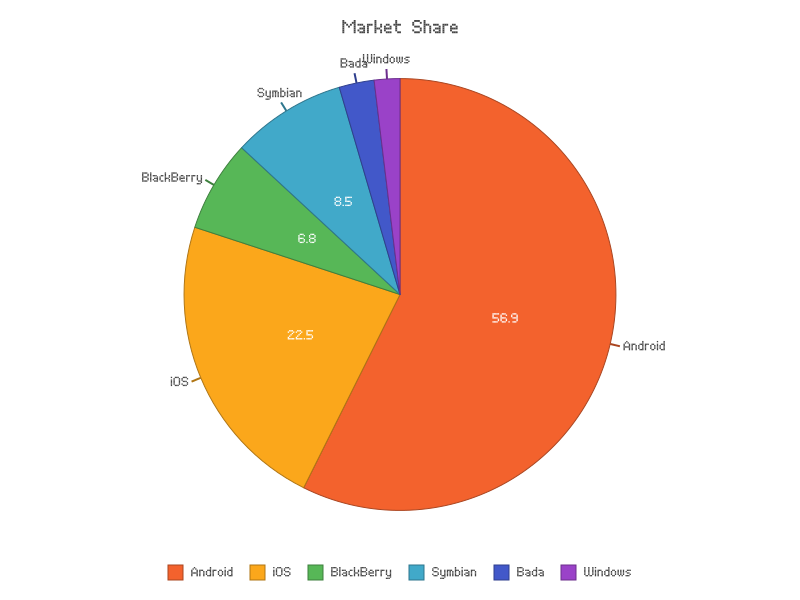 Market Share
Windows
Bada
Symbian
BlackBerry
8.5
6.8
56.9
22.5
Android
iOS
Android iOS BlackBerry Symbian Bada Windows